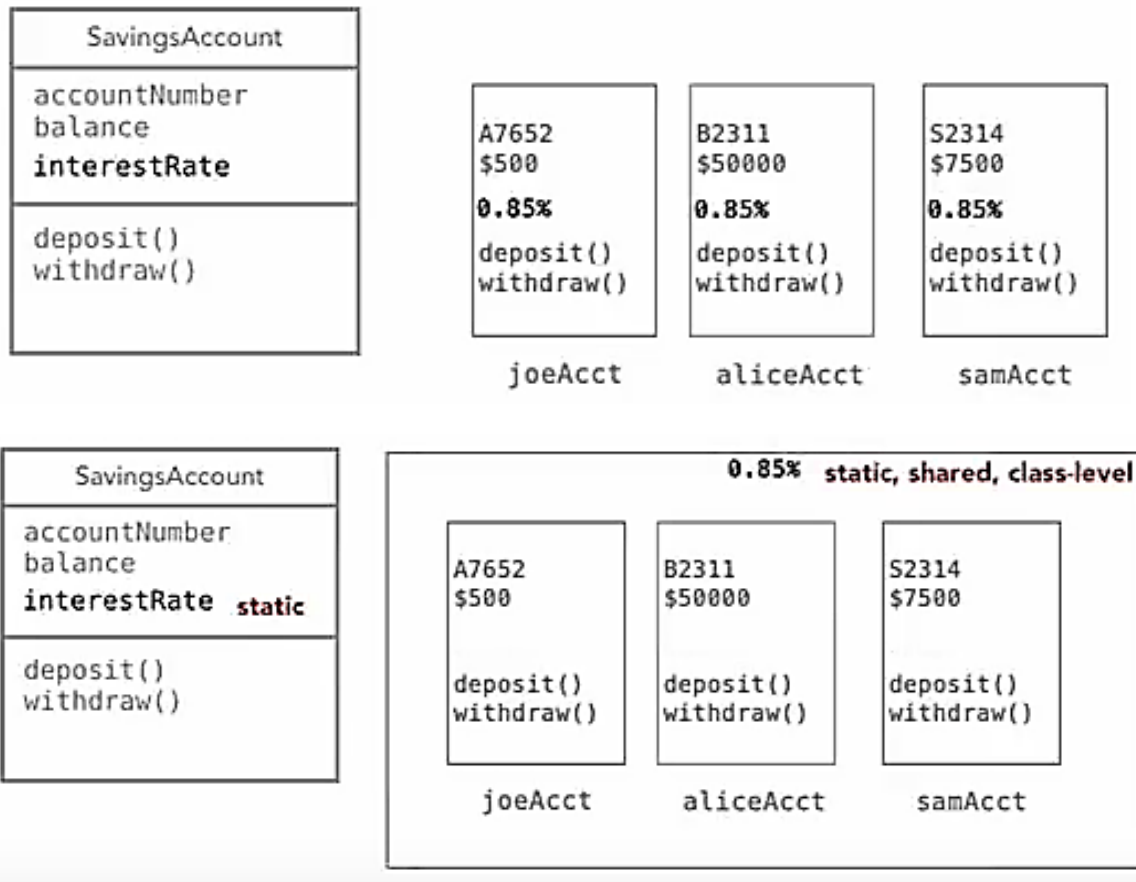 SavingsAccount
accountNumber
balance
interestRate
deposit()
withdraw()
A7652
$500
0.85%
deposit()
withdraw()
joeAcct
B2311
$50000
0.85%
deposit()
withdraw()
aliceAcct
S2314
$7500
0.85%
deposit()
withdraw()
samAcct
SavingsAccount
accountNumber
balance
interestRate static
deposit()
withdraw()
0.85% static, shared, class-level
A7652
$500
deposit()
withdraw()
joeAcct
B2311
$50000
deposit()
withdraw()
aliceAcct
S2314
$7500
deposit()
withdraw()
samAcct